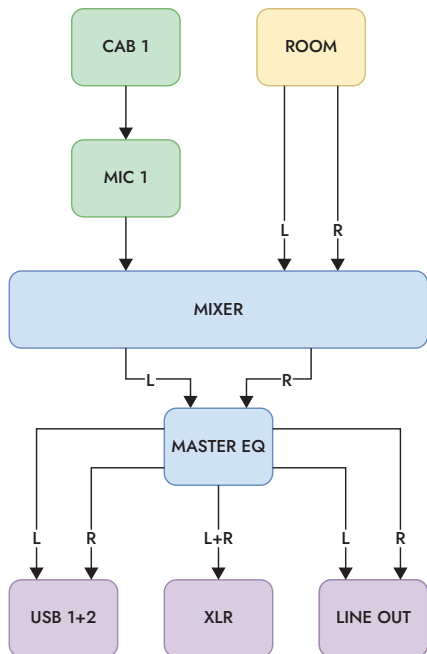 CAB 1
ROOM
MIC 1
L
R
MIXER
L
R
MASTER EQ
L
R
L+R
L
R
USB 1+2
XLR
LINE OUT